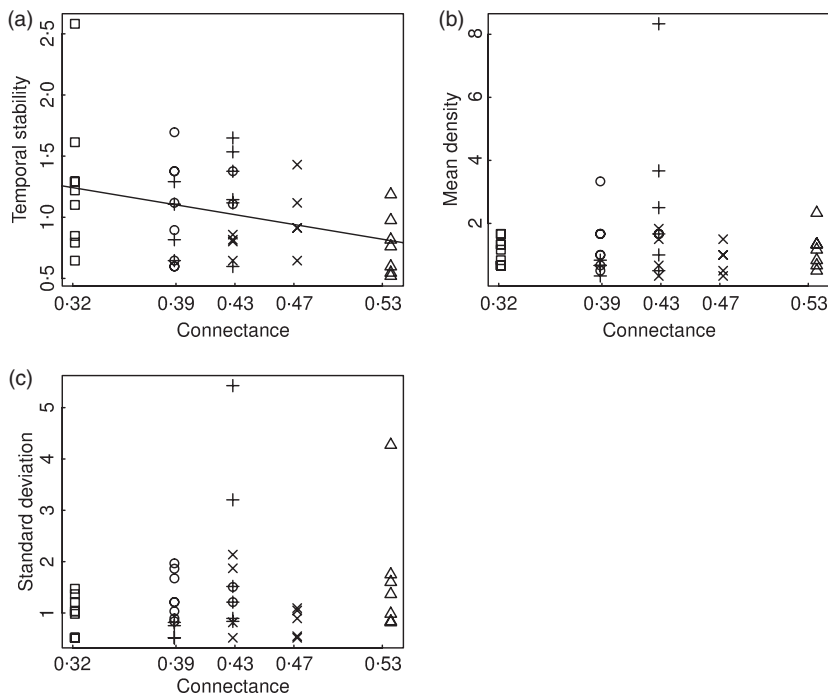 (a)
Temporal stability
2·5
2·0
1·5
1·0
0·5
0·32 0·39 0·43 0·47 0·53
Connectance
(b)
Mean density
8
6
4
2
0·32 0·39 0·43 0·47 0·53
Connectance
(c)
Standard deviation
5
4
3
2
1
0·32 0·39 0·43 0·47 0·53
Connectance